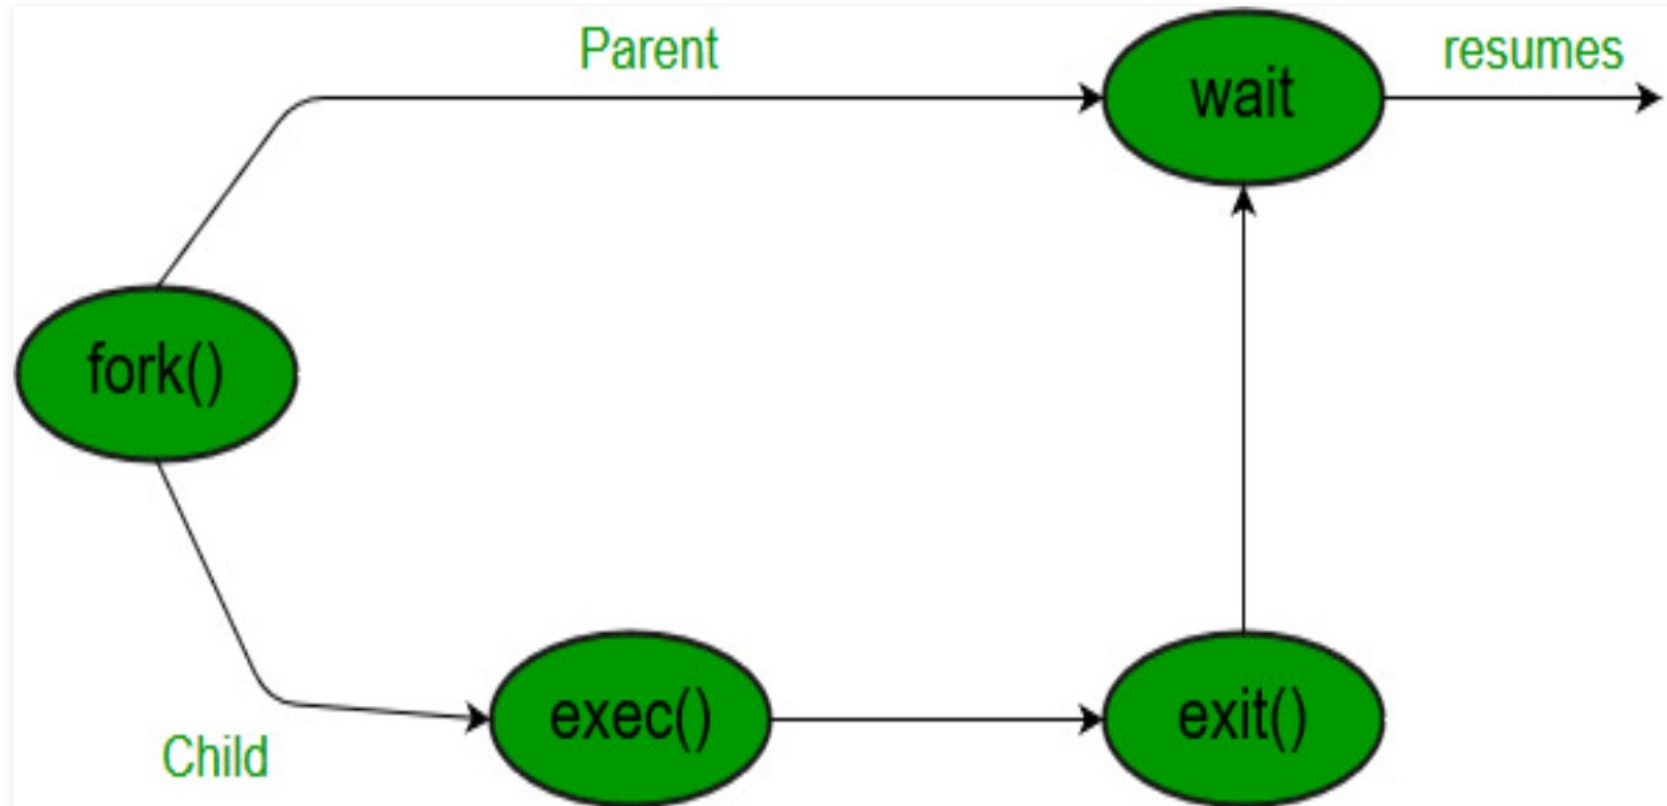 Parent
wait
resumes
fork()
exec()
exit()
Child